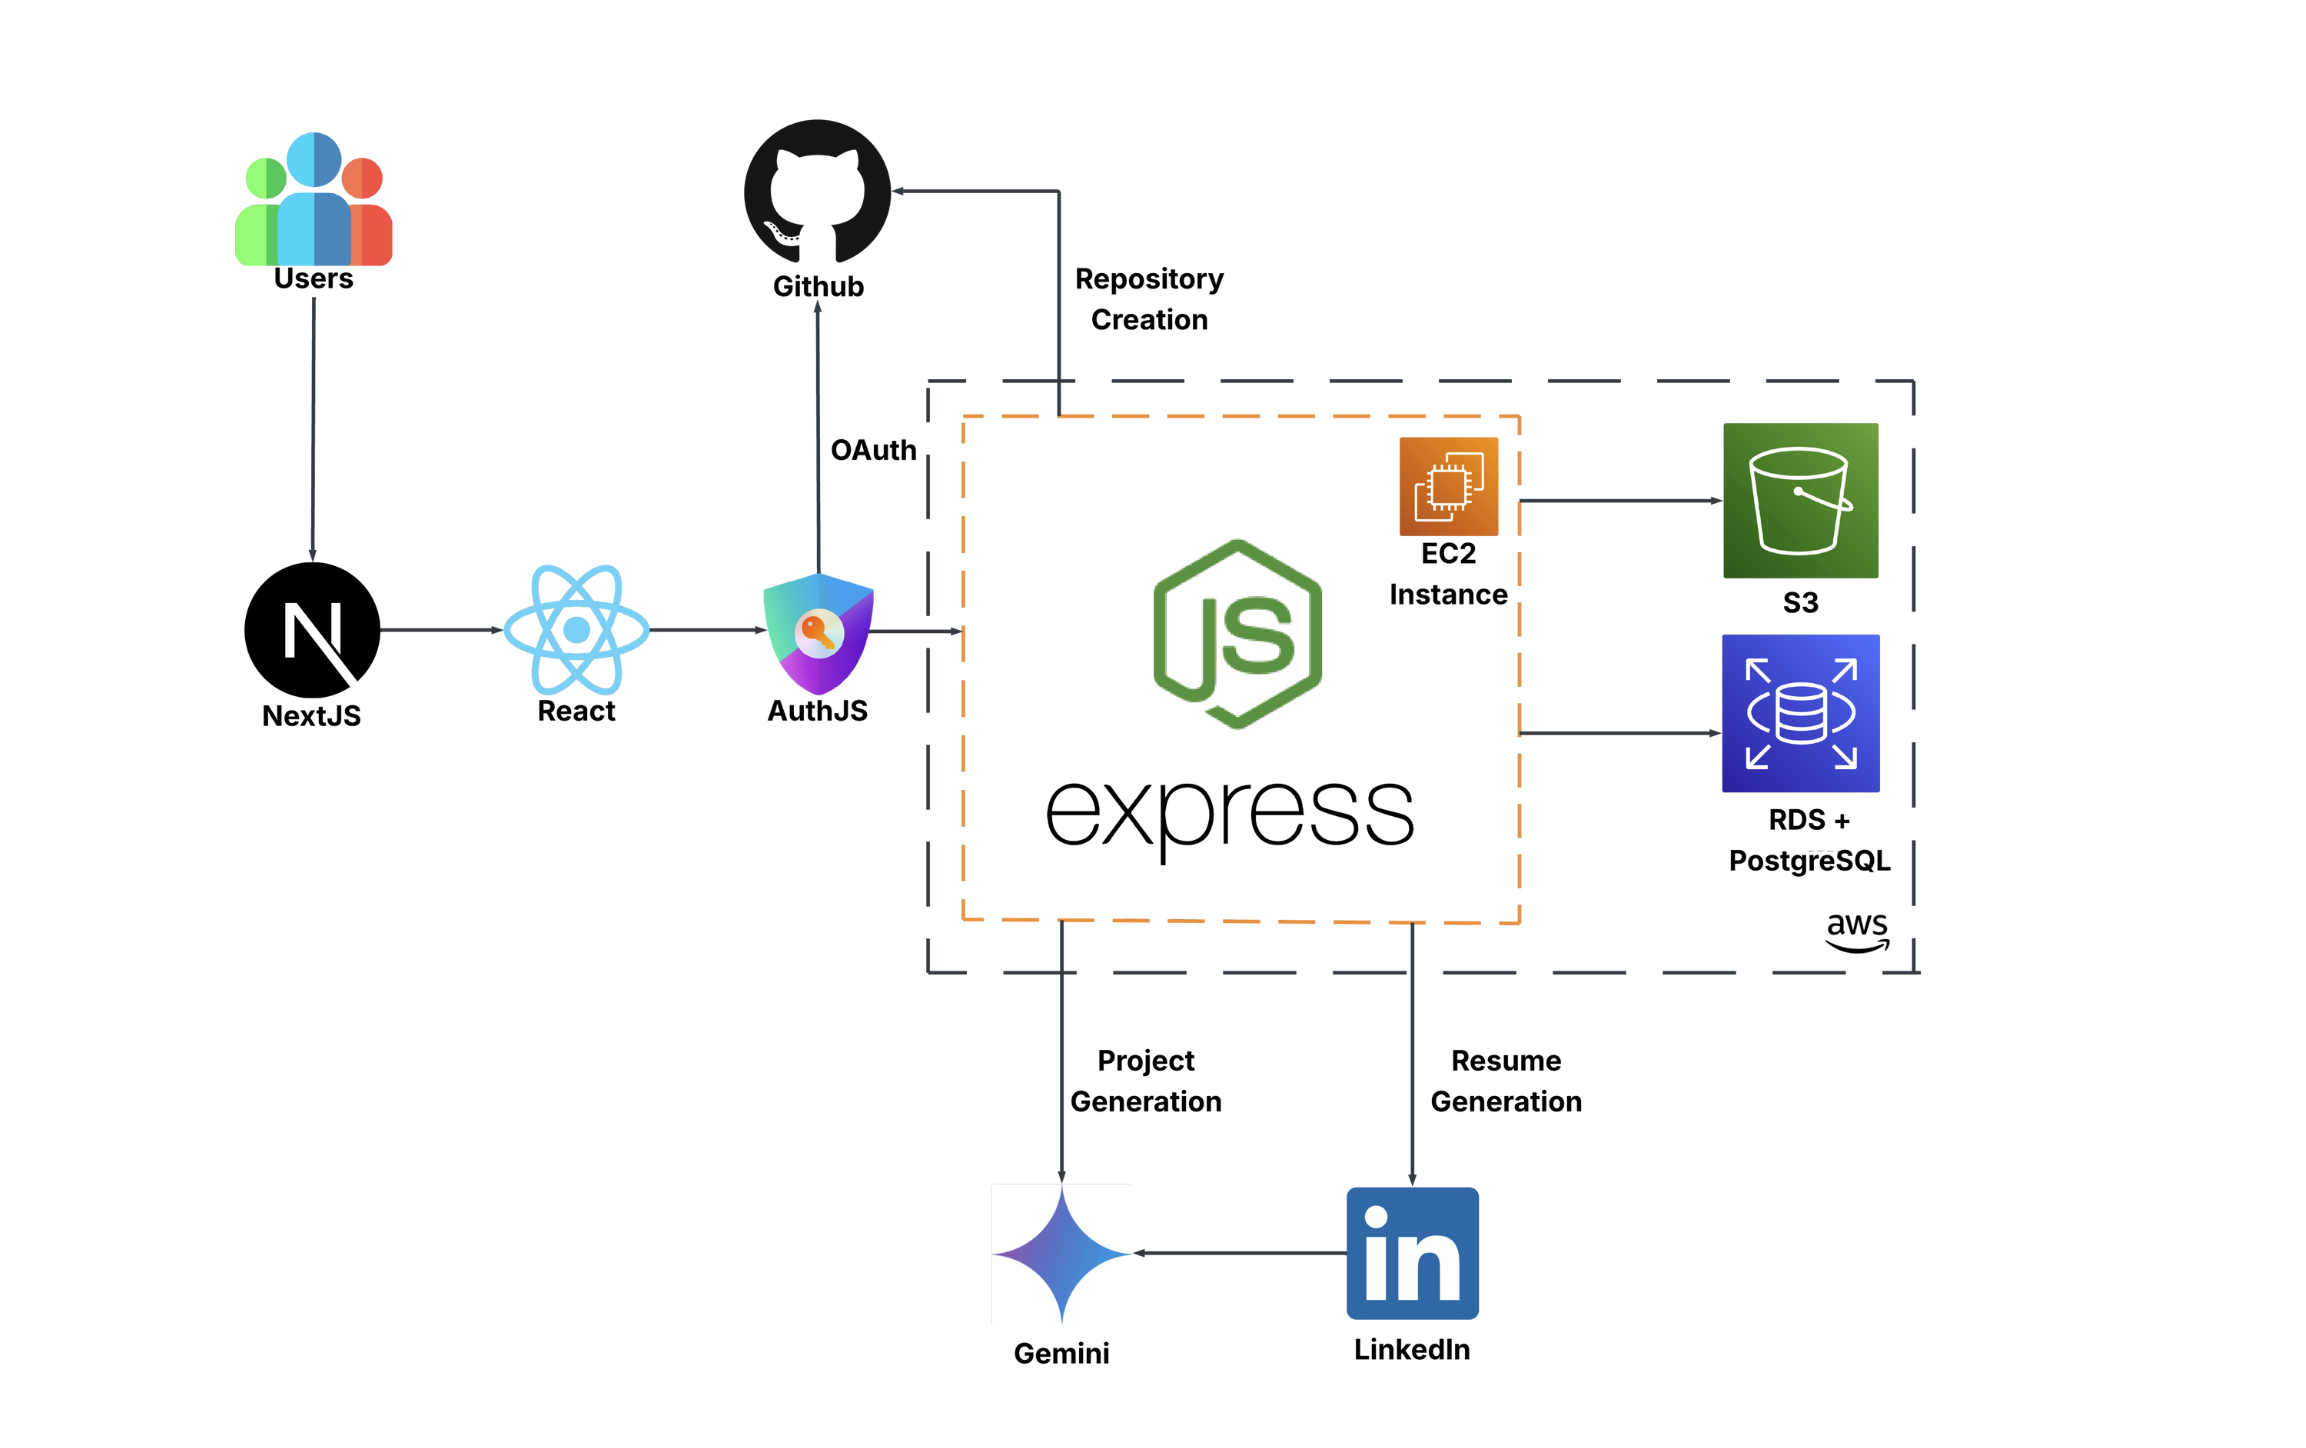 Users
Github
Repository
Creation
OAuth
EC2
Instance
S3
NextJS
React
AuthJS
JS
express
RDS +
PostgreSQL
aws
Project
Generation
Resume
Generation
in
Gemini
LinkedIn